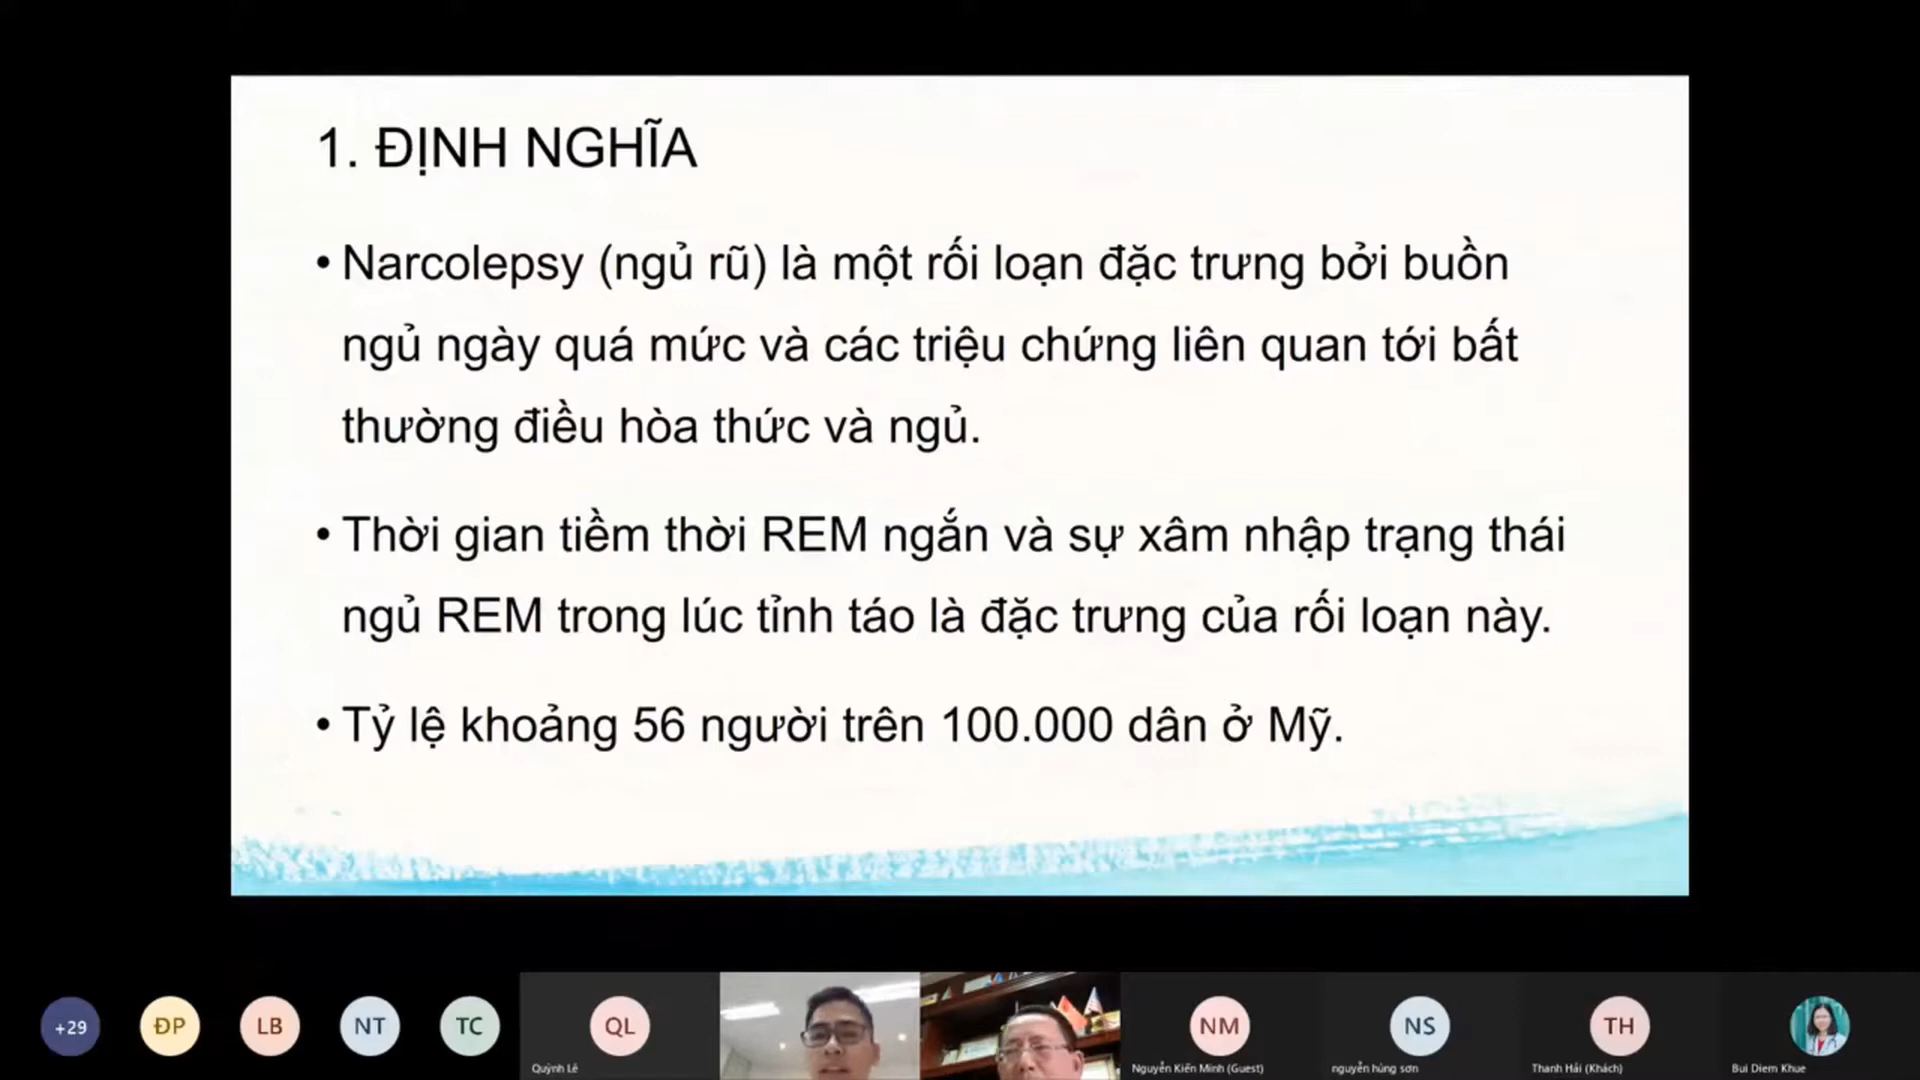 1. ĐỊNH NGHĨA
• Narcolepsy (ngủ rũ) là một rối loạn đặc trưng bởi buồn
ngủ ngày quá mức và các triệu chứng liên quan tới bất
thường điều hòa thức và ngủ.
• Thời gian tiềm thời REM ngắn và sự xâm nhập trạng thái
ngủ REM trong lúc tỉnh táo là đặc trưng của rối loạn này.
• Tỷ lệ khoảng 56 người trên 100.000 dân ở Mỹ.
+29
ĐP
LB
NT
TC
QL
NM
NS
TH
Quỳnh Lê
Nguyễn Kiến Minh (Guest)
nguyễn hùng sơn
Thanh Hải (Khách)
Bui Diem Khue